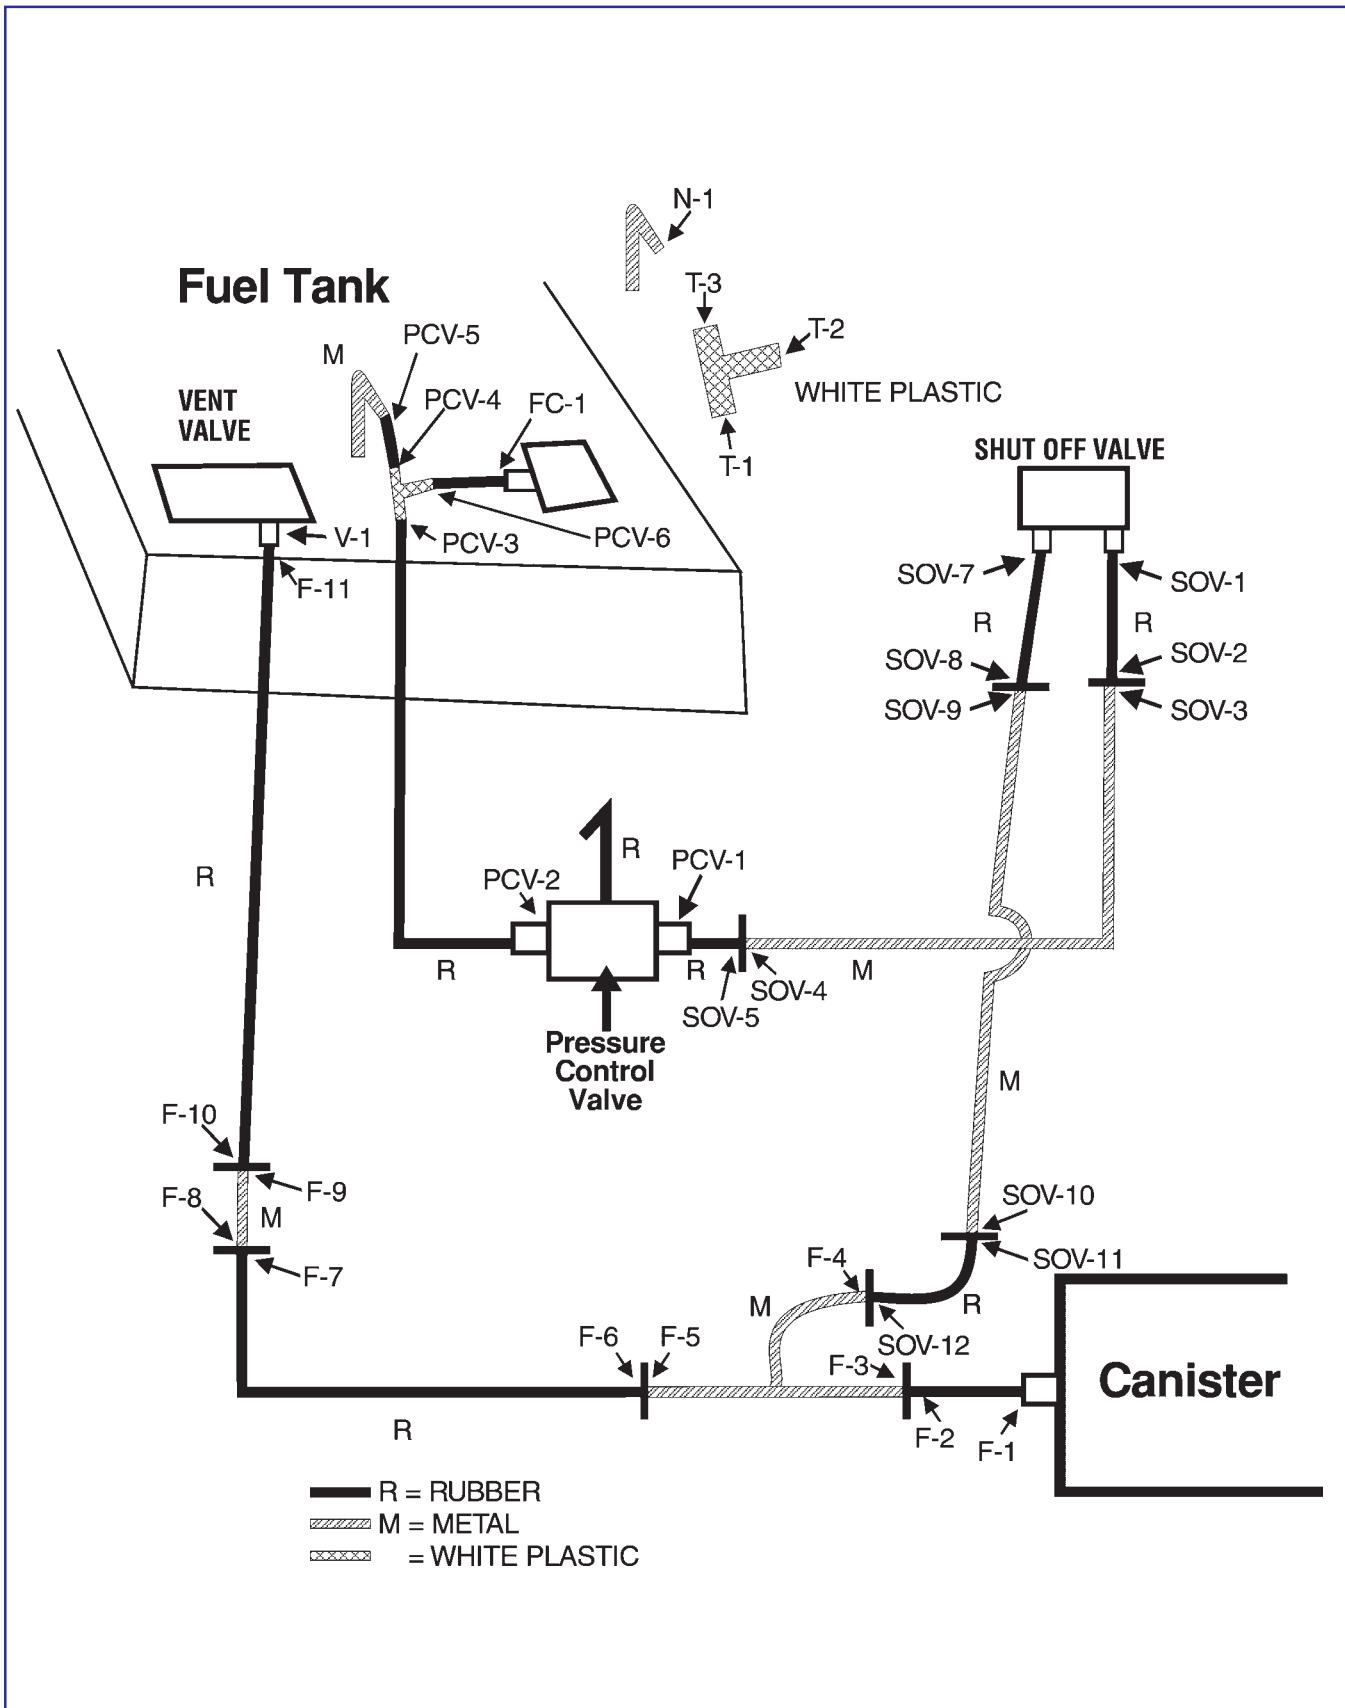 N-1
Fuel Tank
T-3
T-2
M
PCV-5
VENT
VALVE
PCV-4
FC-1
WHITE PLASTIC
T-1
SHUT OFF VALVE
V-1
PCV-3
PCV-6
F-11
SOV-7
SOV-1
R
R
SOV-8
SOV-2
SOV-9
SOV-3
R
R
PCV-2
PCV-1
R
R
M
SOV-4
SOV-5
Pressure
Control
Valve
M
F-10
F-9
F-8
M
F-7
SOV-10
SOV-11
F-4
M
R
SOV-12
F-6
F-5
F-3
Canister
F-2
F-1
R
R = RUBBER
M = METAL
= WHITE PLASTIC